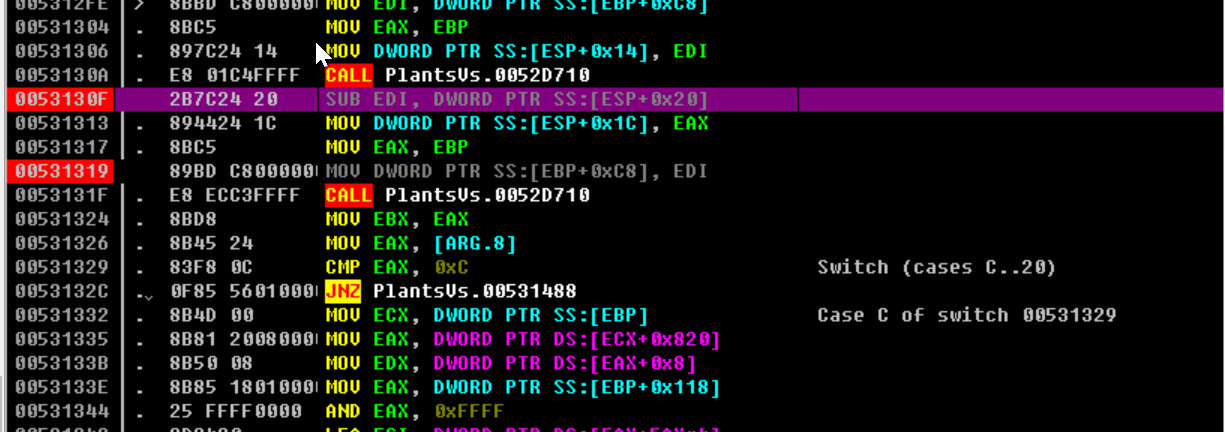 005312FE > 8BBD C8000000 MOV EDI, DWORD PTR SS:[EBP+0xC8]
00531304 . 8BC5 MOV EAX, EBP
00531306 . 897C24 14 MOV DWORD PTR SS:[ESP+0x14], EDI
0053130A . E8 01C4FFFF CALL PlantsVs.0052D710
0053130F 2B7C24 20 SUB EDI, DWORD PTR SS:[ESP+0x20]
00531313 . 894424 1C MOV DWORD PTR SS:[ESP+0x1C], EAX
00531317 . 8BC5 MOV EAX, EBP
00531319 89BD C800000 MOV DWORD PTR SS:[EBP+0xC8], EDI
0053131F . E8 ECC3FFFF CALL PlantsVs.0052D710
00531324 . 8BD8 MOV EBX, EAX
00531326 . 8B45 24 MOV EAX, [ARG.8]
00531329 . 83F8 0C CMP EAX, 0xC Switch (cases C..20)
0053132C . 0F85 5601000 JNZ PlantsVs.00531488
00531332 . 8B4D 00 MOV ECX, DWORD PTR SS:[EBP] Case C of switch 00531329
00531335 . 8B81 2008000 MOV EAX, DWORD PTR DS:[ECX+0x820]
0053133B . 8B50 08 MOV EDX, DWORD PTR DS:[EAX+0x8]
0053133E . 8B85 1801000 MOV EAX, DWORD PTR SS:[EBP+0x118]
00531344 . 25 FFFF0000 AND EAX, 0xFFFF